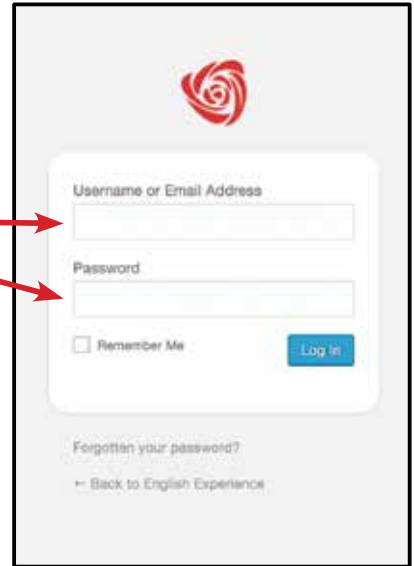 Username or Email Address
Password
Remember Me
Log In
Forgotten your password?
← Back to English Experience